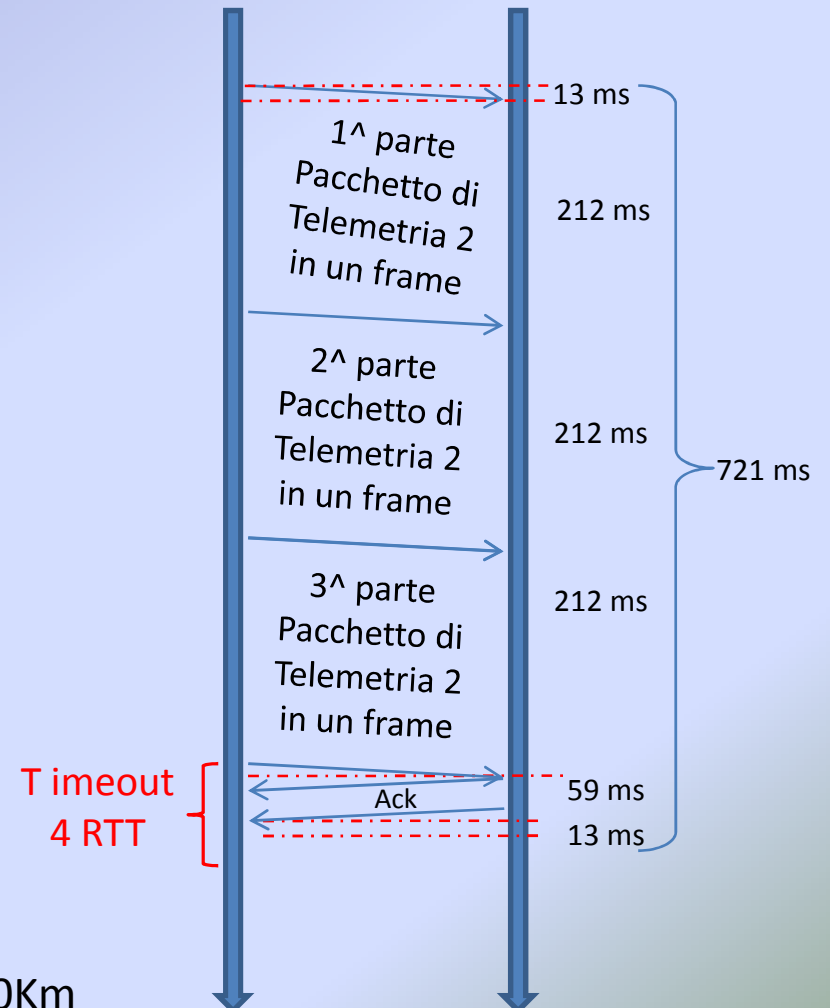 13 ms
1^ parte
Pacchetto di
Telemetria 2
in un frame
212 ms
2^ parte
Pacchetto di
Telemetria 2
in un frame
212 ms
721 ms
3^ parte
Pacchetto di
Telemetria 2
in un frame
212 ms
T imeout
4 RTT
Ack
59 ms
13 ms
0Km